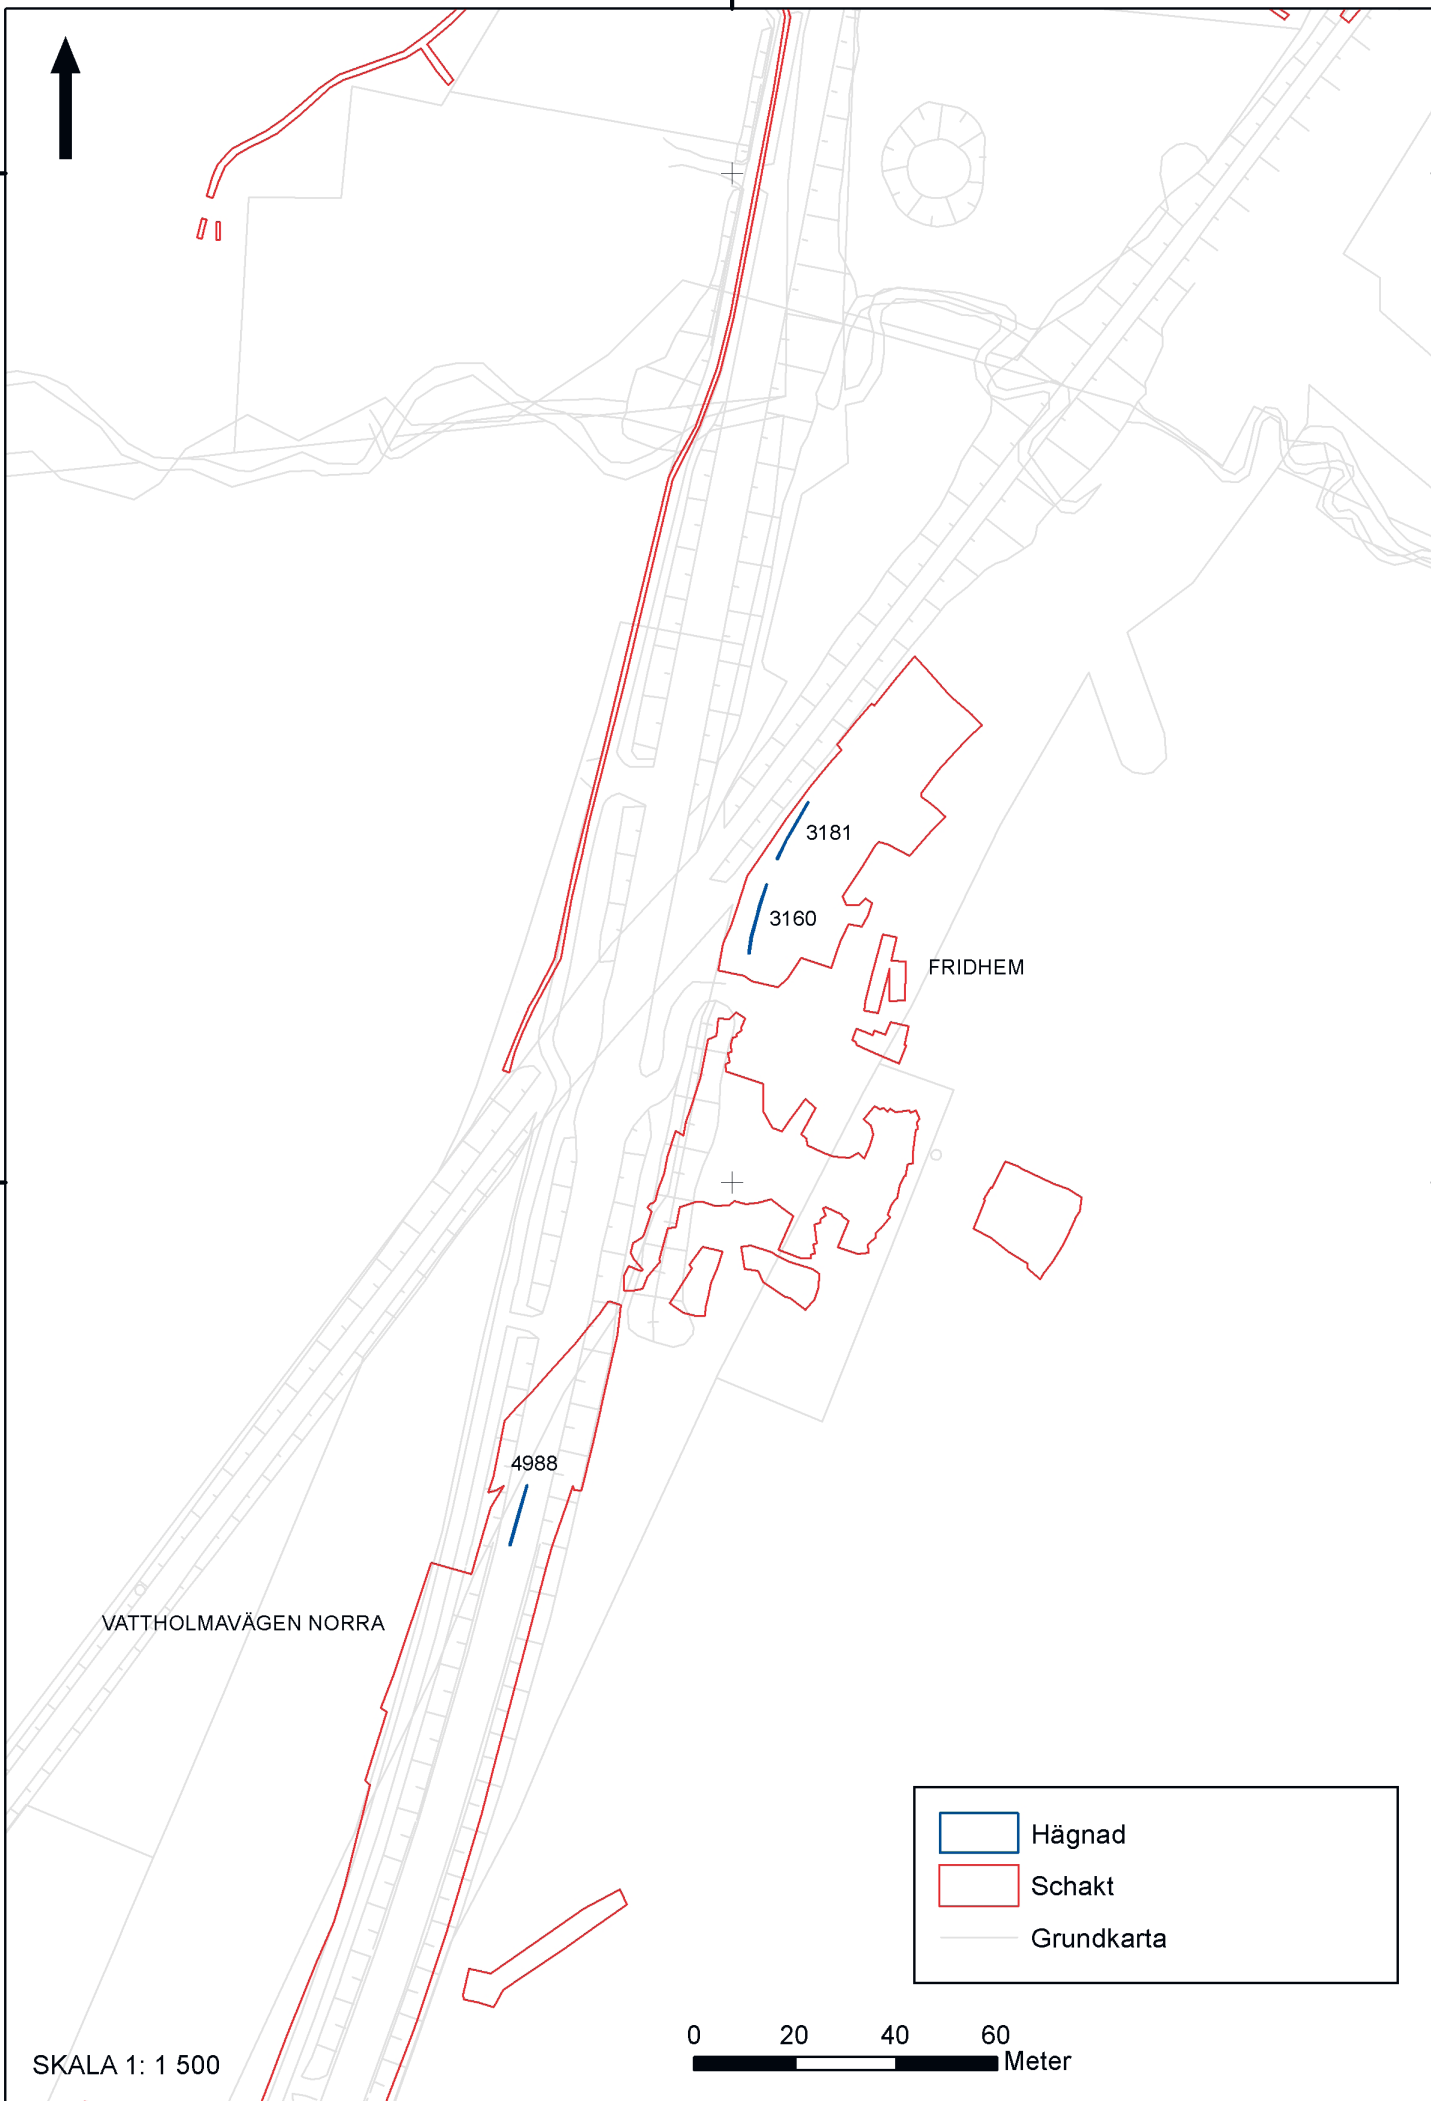 3181
3160
FRIDHEM
4988
VATTHOLMAVÄGEN NORRA
Hägnad
Schakt
Grundkarta
0 20 40 60
Meter
SKALA 1: 1 500